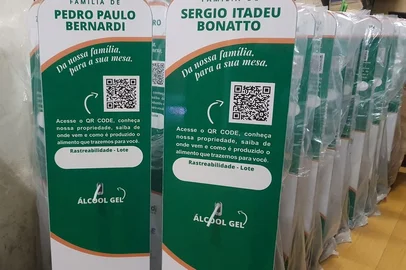 FAMÍLIA DE
PEDRO PAULO
BERNARDI
Da nossa família,
para a sua mesa.
Acesse o QR CODE, conheça
nossa propriedade, saiba de
onde vem e como é produzido o
alimento que trazemos para você.
Rastreabilidade - Lote
ÁLCOOL GEL
FAMÍLIA DE
SERGIO ITADEU
BONATTO
Da nossa família,
para a sua mesa.
Acesse o QR CODE, conheça
nossa propriedade, saiba de
onde vem e como é produzido o
alimento que trazemos para você.
Rastreabilidade - Lote
ÁLCOOL GEL